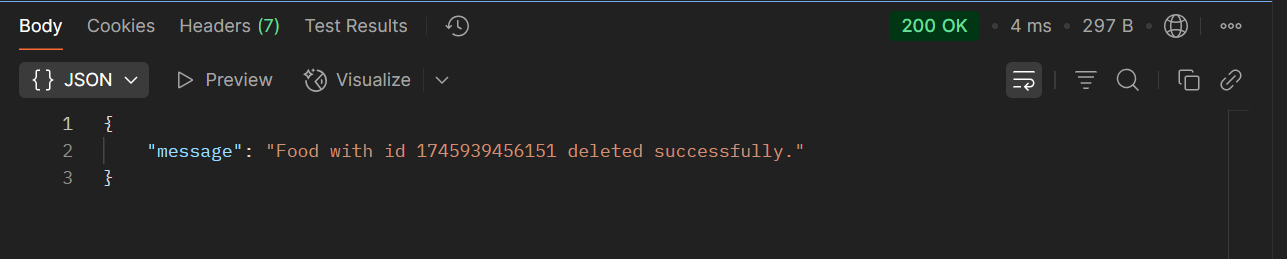 Body Cookies Headers (7) Test Results 200 OK • 4 ms • 297 B
{} JSON Preview Visualize
1 {
2 "message": "Food with id 1745939456151 deleted successfully."
3 }